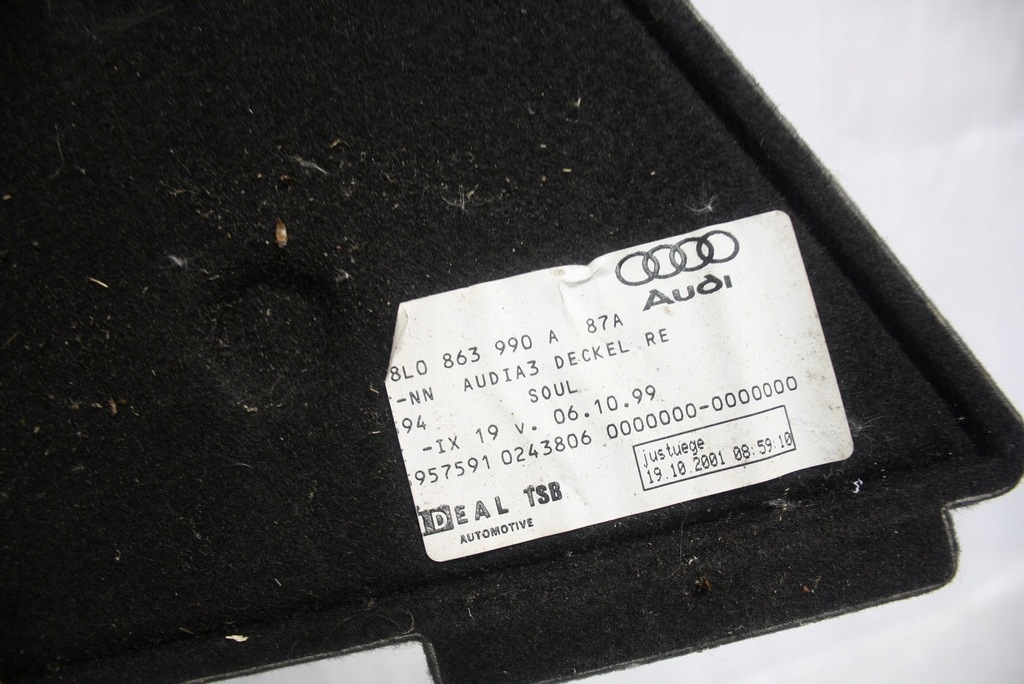 Audi
8L0 863 990 A 87A
-NN AUDIA3 DECKEL RE
94 SOUL
-IX 19 v. 06.10.99
957591 0243806 0000000-0000000
justuege
19.10.2001 08:59:10
IDEAL TSB
AUTOMOTIVE